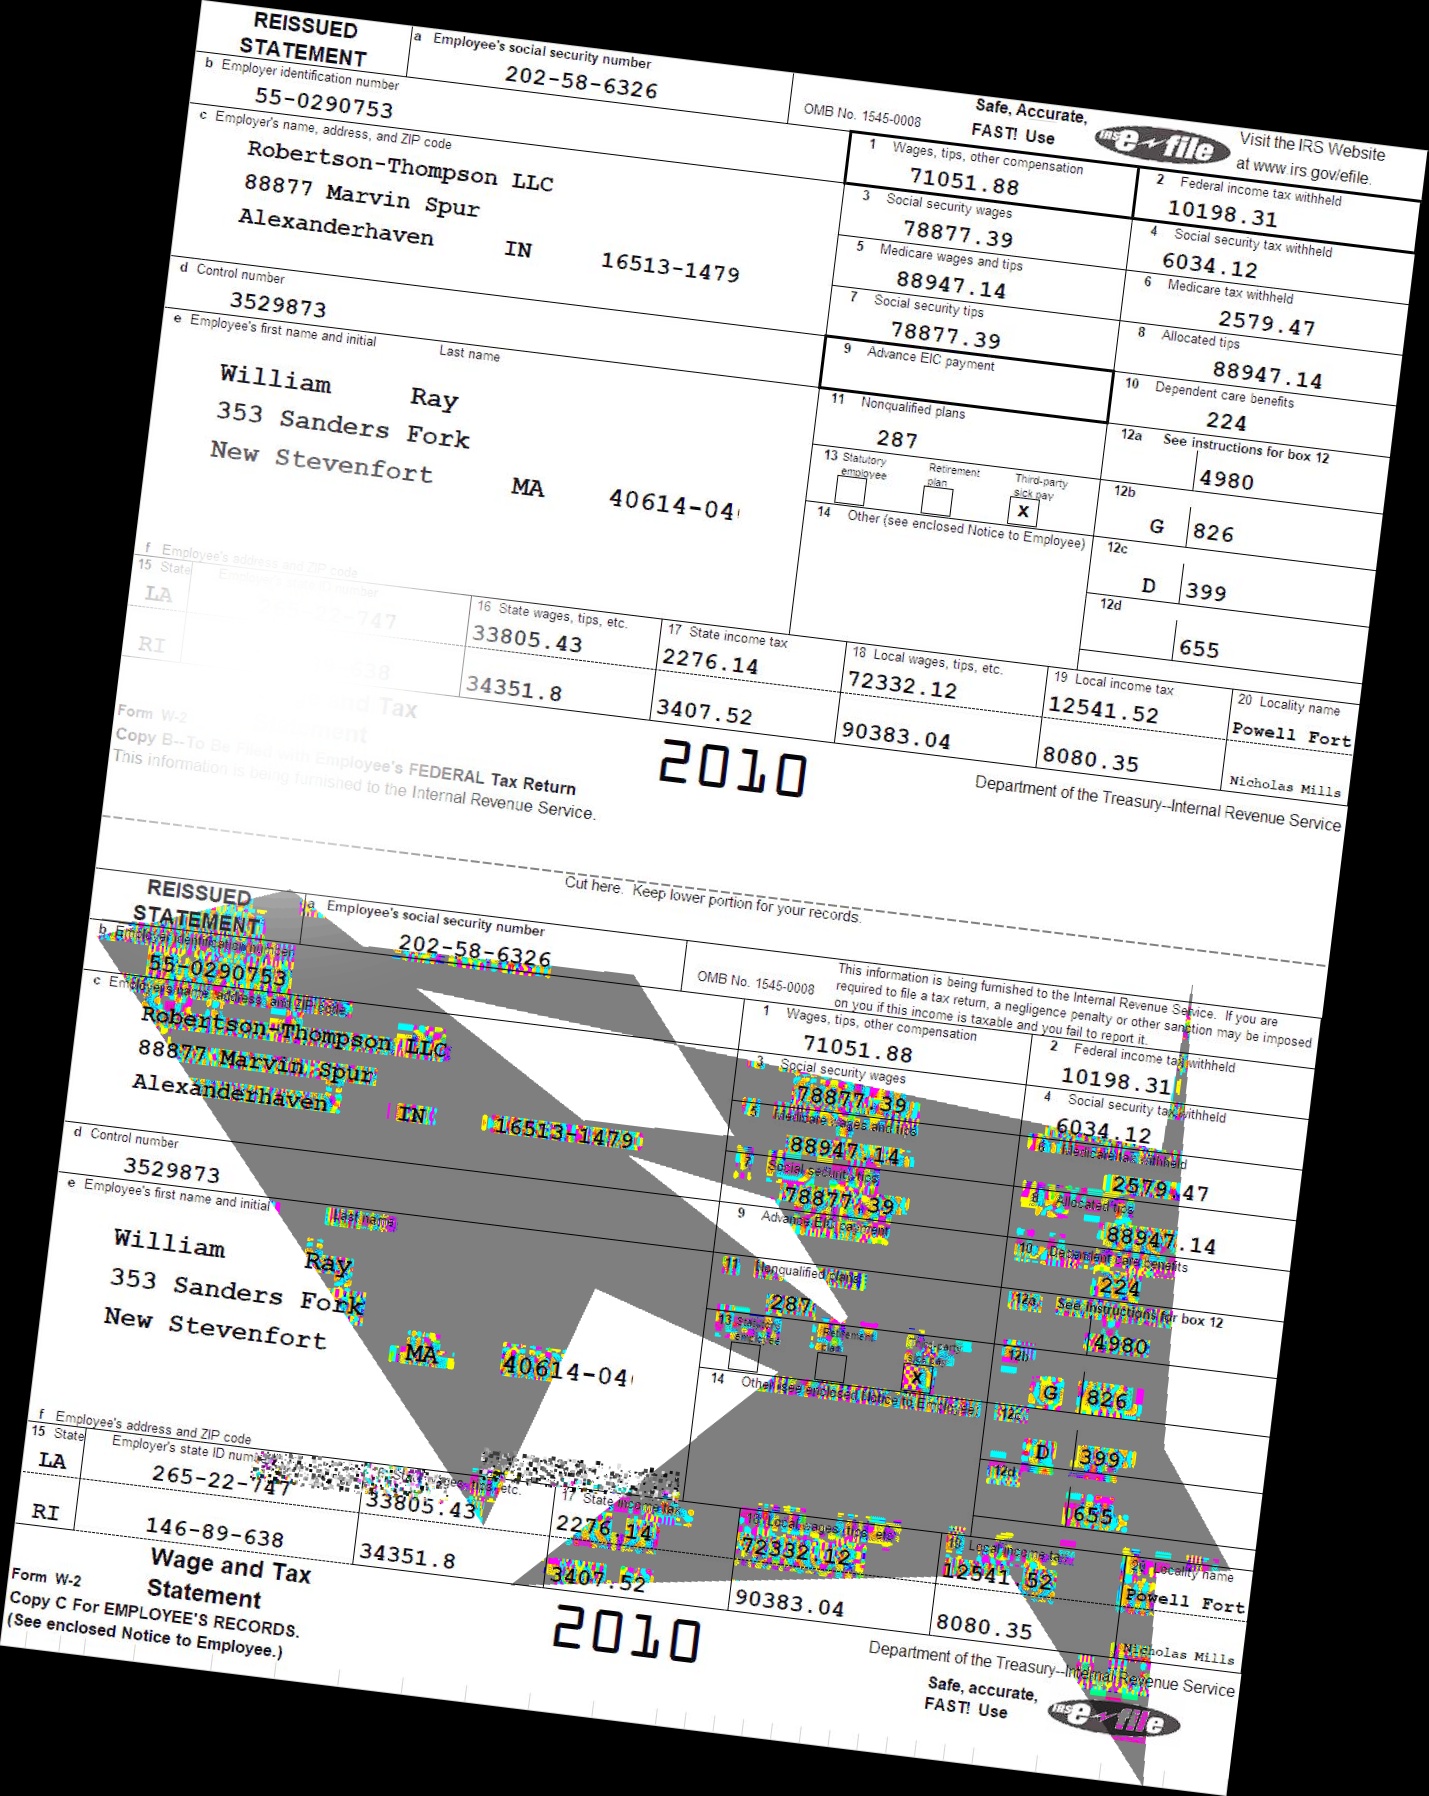 REISSUED
STATEMENT
a Employee's social security number
202-58-6326
OMB No. 1545-0008
Safe, Accurate,
FAST! Use
IRS e-file
Visit the IRS Website
at www.irs.gov/efile.
b Employer identification number
55-0290753
c Employer's name, address, and ZIP code
Robertson-Thompson LLC
88877 Marvin Spur
Alexanderhaven IN 16513-1479
1 Wages, tips, other compensation
71051.88
2 Federal income tax withheld
10198.31
3 Social security wages
78877.39
4 Social security tax withheld
6034.12
5 Medicare wages and tips
88947.14
6 Medicare tax withheld
2579.47
d Control number
3529873
7 Social security tips
78877.39
8 Allocated tips
88947.14
e Employee's first name and initial Last name
William Ray
353 Sanders Fork
New Stevenfort MA 40614-04
9 Advance EIC payment
10 Dependent care benefits
224
11 Nonqualified plans
287
12a See instructions for box 12
4980
13 Statutory employee Retirement plan Third-party sick pay
X
12b
G 826
14 Other (see enclosed Notice to Employee)
12c
D 399
12d
655
f Employee's address and ZIP code
15 State Employer's state ID number
LA 747
RI 638
16 State wages, tips, etc.
33805.43
34351.8
17 State income tax
2276.14
3407.52
18 Local wages, tips, etc.
72332.12
90383.04
19 Local income tax
12541.52
8080.35
20 Locality name
Powell Fort
Nicholas Mills
Form W-2
and Tax
2010
Copy B--To Be Filed with Employee's FEDERAL Tax Return
This information is being furnished to the Internal Revenue Service.
Department of the Treasury--Internal Revenue Service
Cut here. Keep lower portion for your records.
REISSUED
STATEMENT
a Employee's social security number
202-58-6326
OMB No. 1545-0008
This information is being furnished to the Internal Revenue Service. If you are
required to file a tax return, a negligence penalty or other sanction may be imposed
on you if this income is taxable and you fail to report it.
b Employer identification number
55-0290753
c Employer's name, address, and ZIP code
Robertson-Thompson LLC
88877 Marvin Spur
Alexanderhaven IN 16513-1479
1 Wages, tips, other compensation
71051.88
2 Federal income tax withheld
10198.31
3 Social security wages
78877.39
4 Social security tax withheld
6034.12
5 Medicare wages and tips
88947.14
6 Medicare tax withheld
2579.47
d Control number
3529873
7 Social security tips
78877.39
8 Allocated tips
88947.14
e Employee's first name and initial Last name
William Ray
353 Sanders Fork
New Stevenfort MA 40614-04
9 Advance EIC payment
10 Dependent care benefits
224
11 Nonqualified plans
287
12a See instructions for box 12
4980
13 Statutory employee Retirement plan Third-party sick pay
X
12b
G 826
14 Other (see enclosed Notice to Employee)
12c
D 399
12d
655
f Employee's address and ZIP code
15 State Employer's state ID number
LA 265-22-747
RI 146-89-638
16 State wages, tips, etc.
33805.43
34351.8
17 State income tax
2276.14
3407.52
18 Local wages, tips, etc.
72332.12
90383.04
19 Local income tax
12541.52
8080.35
20 Locality name
Powell Fort
Nicholas Mills
Form W-2
Wage and Tax
Statement
2010
Copy C For EMPLOYEE'S RECORDS.
(See enclosed Notice to Employee.)
Department of the Treasury--Internal Revenue Service
Safe, accurate,
FAST! Use
IRS e-file